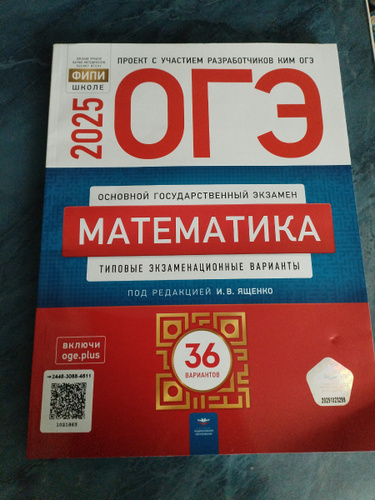 ПРОЕКТ С УЧАСТИЕМ РАЗРАБОТЧИКОВ КИМ ОГЭ
ФИПИ
ШКОЛЕ
2025
ОГЭ
ОСНОВНОЙ ГОСУДАРСТВЕННЫЙ ЭКЗАМЕН
МАТЕМАТИКА
ТИПОВЫЕ ЭКЗАМЕНАЦИОННЫЕ ВАРИАНТЫ
ПОД РЕДАКЦИЕЙ И.В. ЯЩЕНКО
ВКЛЮЧИ
oge.plus
36
ВАРИАНТОВ